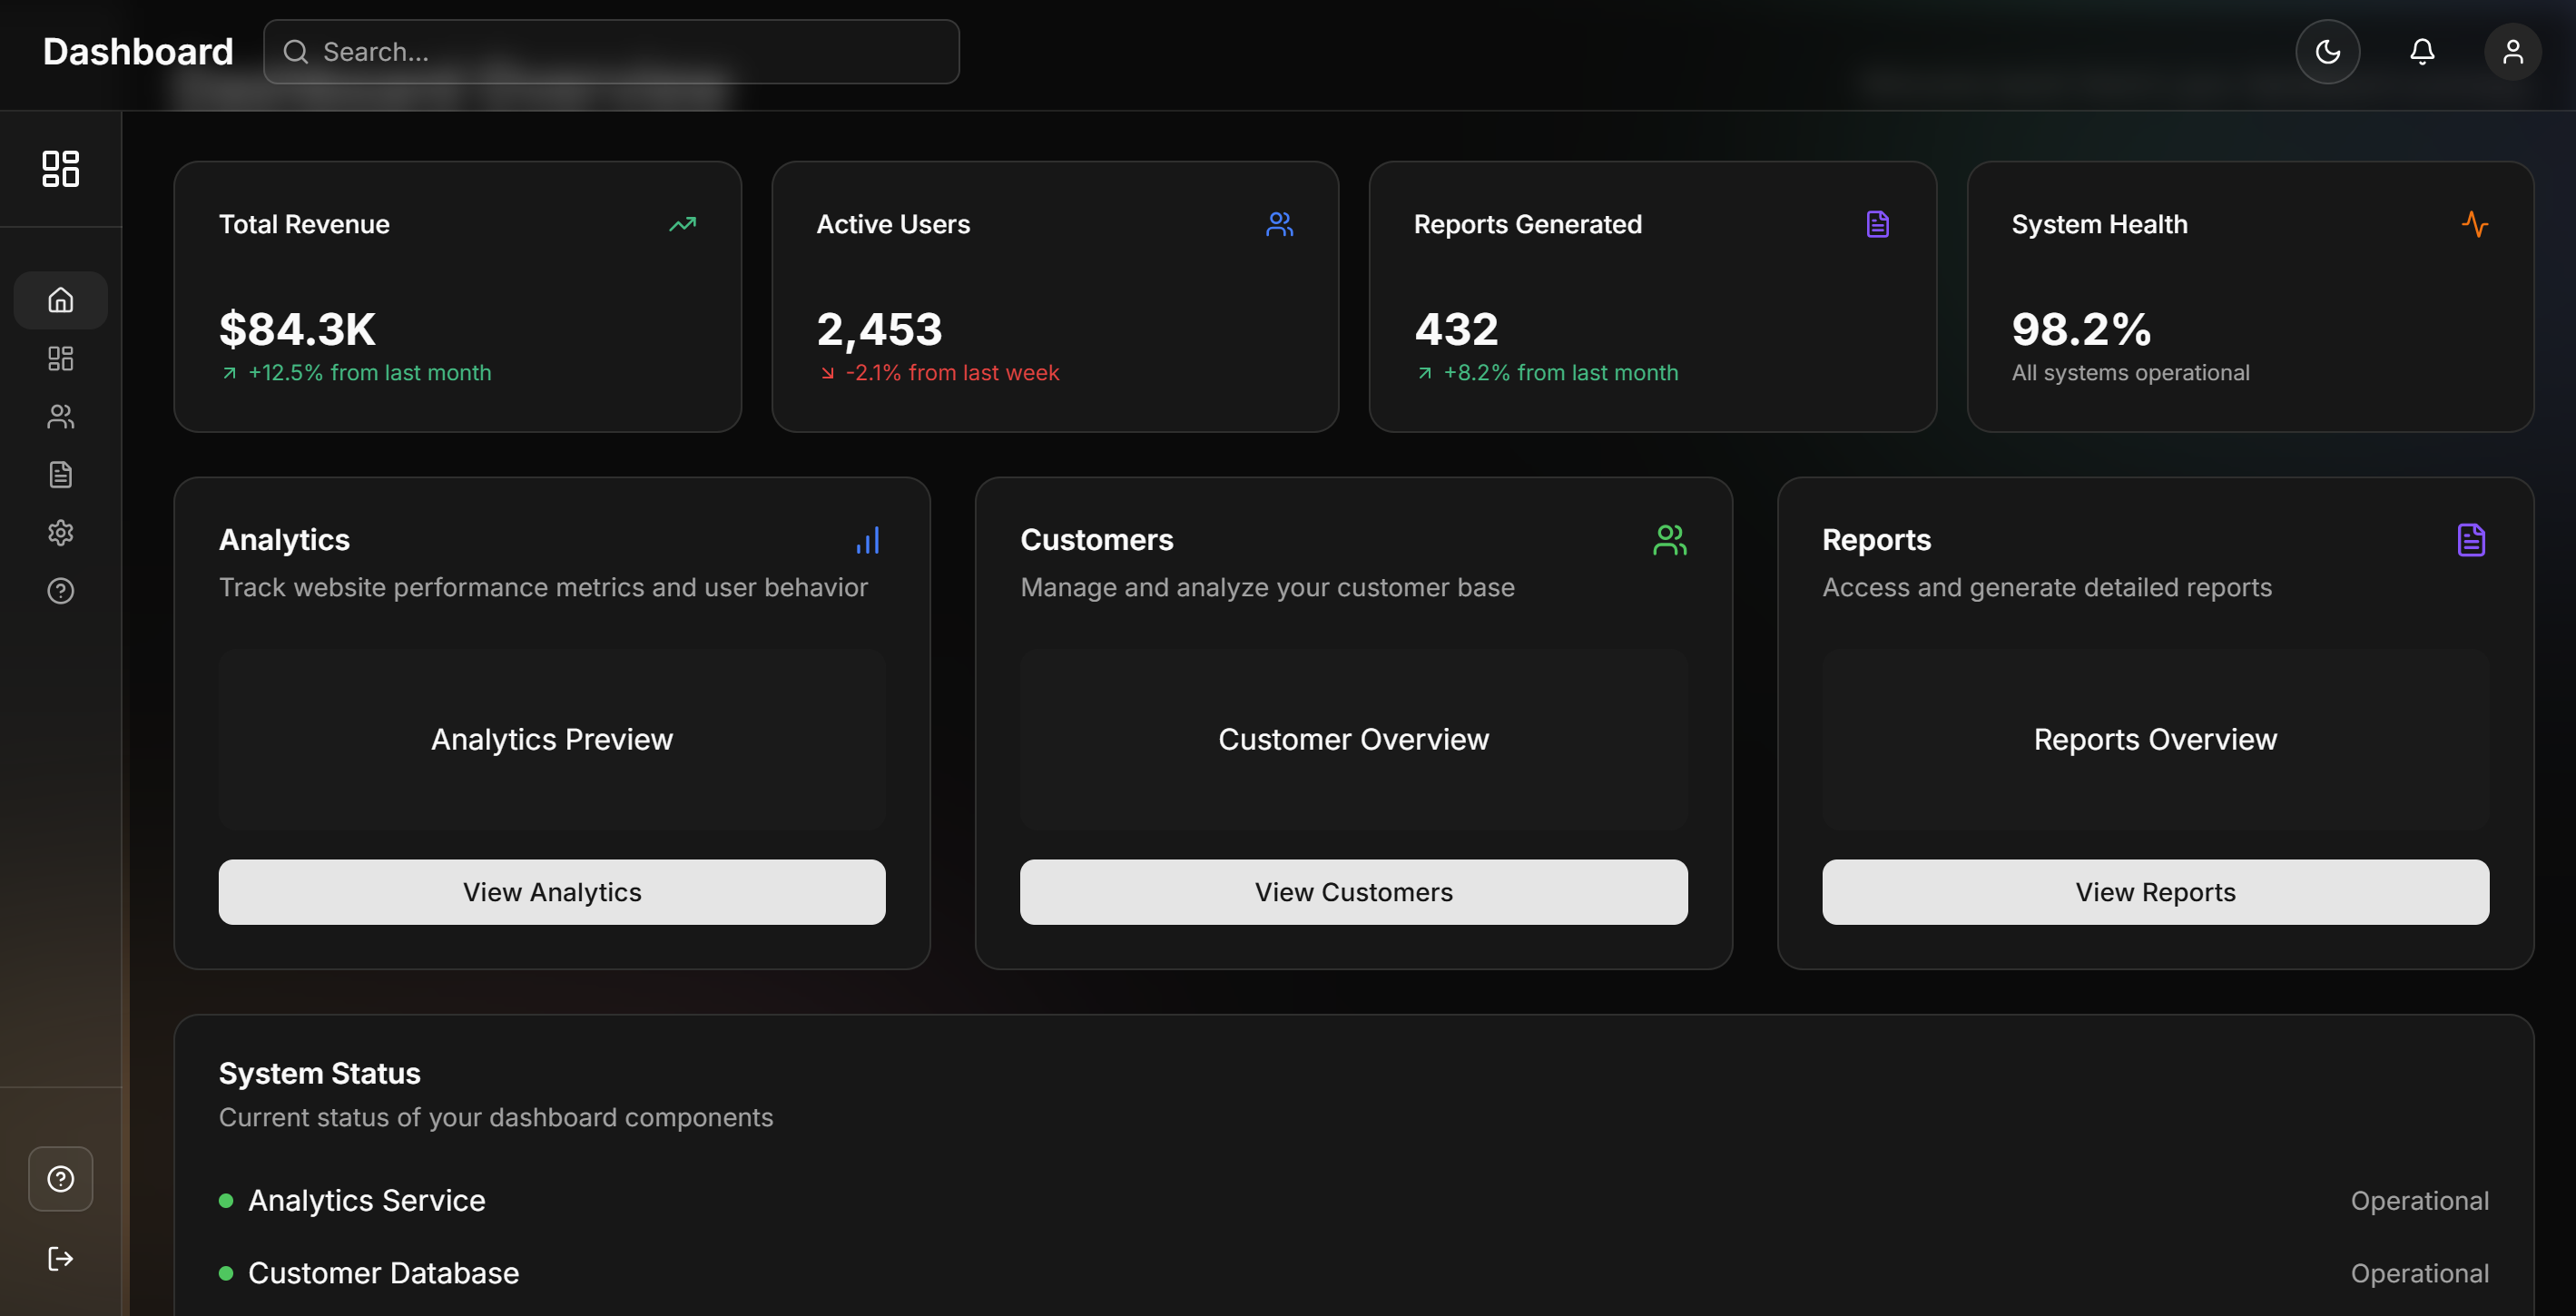 Dashboard
Search...
Total Revenue
$84.3K
+12.5% from last month
Active Users
2,453
-2.1% from last week
Reports Generated
432
+8.2% from last month
System Health
98.2%
All systems operational
Analytics
Track website performance metrics and user behavior
Analytics Preview
View Analytics
Customers
Manage and analyze your customer base
Customer Overview
View Customers
Reports
Access and generate detailed reports
Reports Overview
View Reports
System Status
Current status of your dashboard components
Analytics Service
Operational
Customer Database
Operational